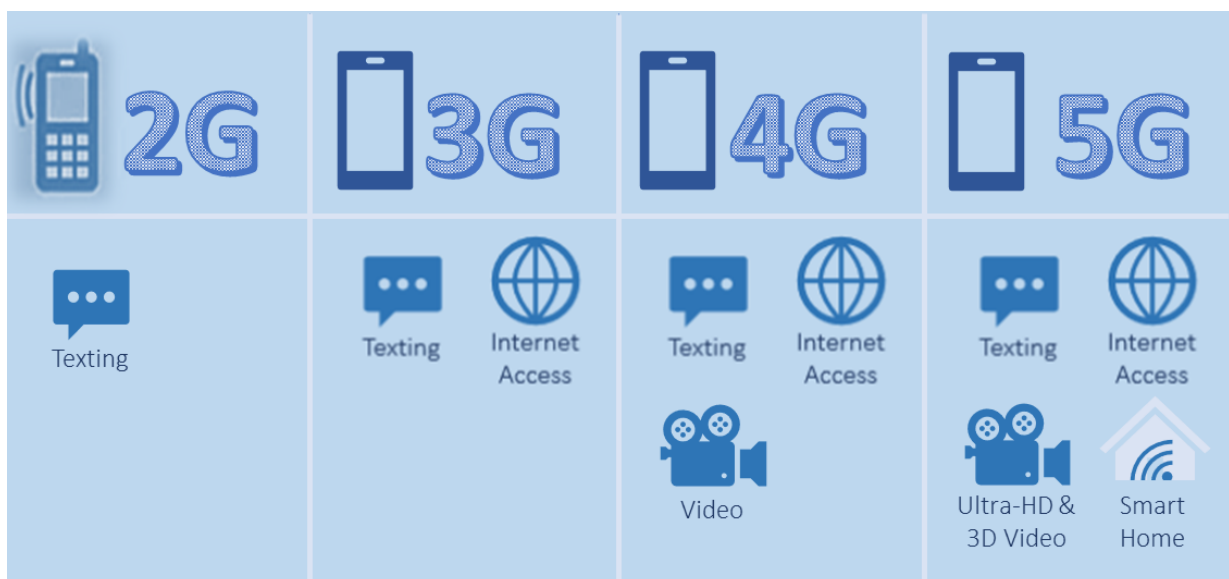 2G
3G
4G
5G
Texting
Texting
Internet
Access
Texting
Internet
Access
Video
Texting
Internet
Access
Ultra-HD &
3D Video
Smart
Home